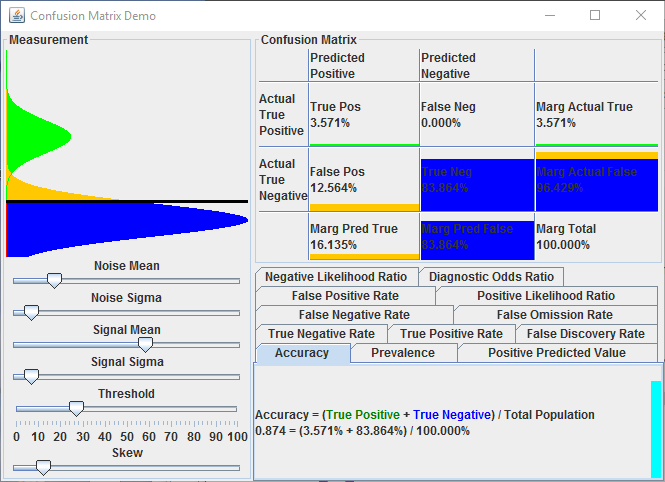 Confusion Matrix Demo
Measurement
Noise Mean
Noise Sigma
Signal Mean
Signal Sigma
Threshold
0 10 20 30 40 50 60 70 80 90 100
Skew
Confusion Matrix
Predicted Positive
Predicted Negative
Actual True Positive
True Pos
3.571%
False Neg
0.000%
Marg Actual True
3.571%
Actual True Negative
False Pos
12.564%
True Neg
83.864%
Marg Actual False
96.429%
Marg Pred True
16.135%
Marg Pred False
83.864%
Marg Total
100.000%
Negative Likelihood Ratio
Diagnostic Odds Ratio
False Positive Rate
Positive Likelihood Ratio
False Negative Rate
False Omission Rate
True Negative Rate
True Positive Rate
False Discovery Rate
Accuracy
Prevalence
Positive Predicted Value
Accuracy = (True Positive + True Negative) / Total Population
0.874 = (3.571% + 83.864%) / 100.000%